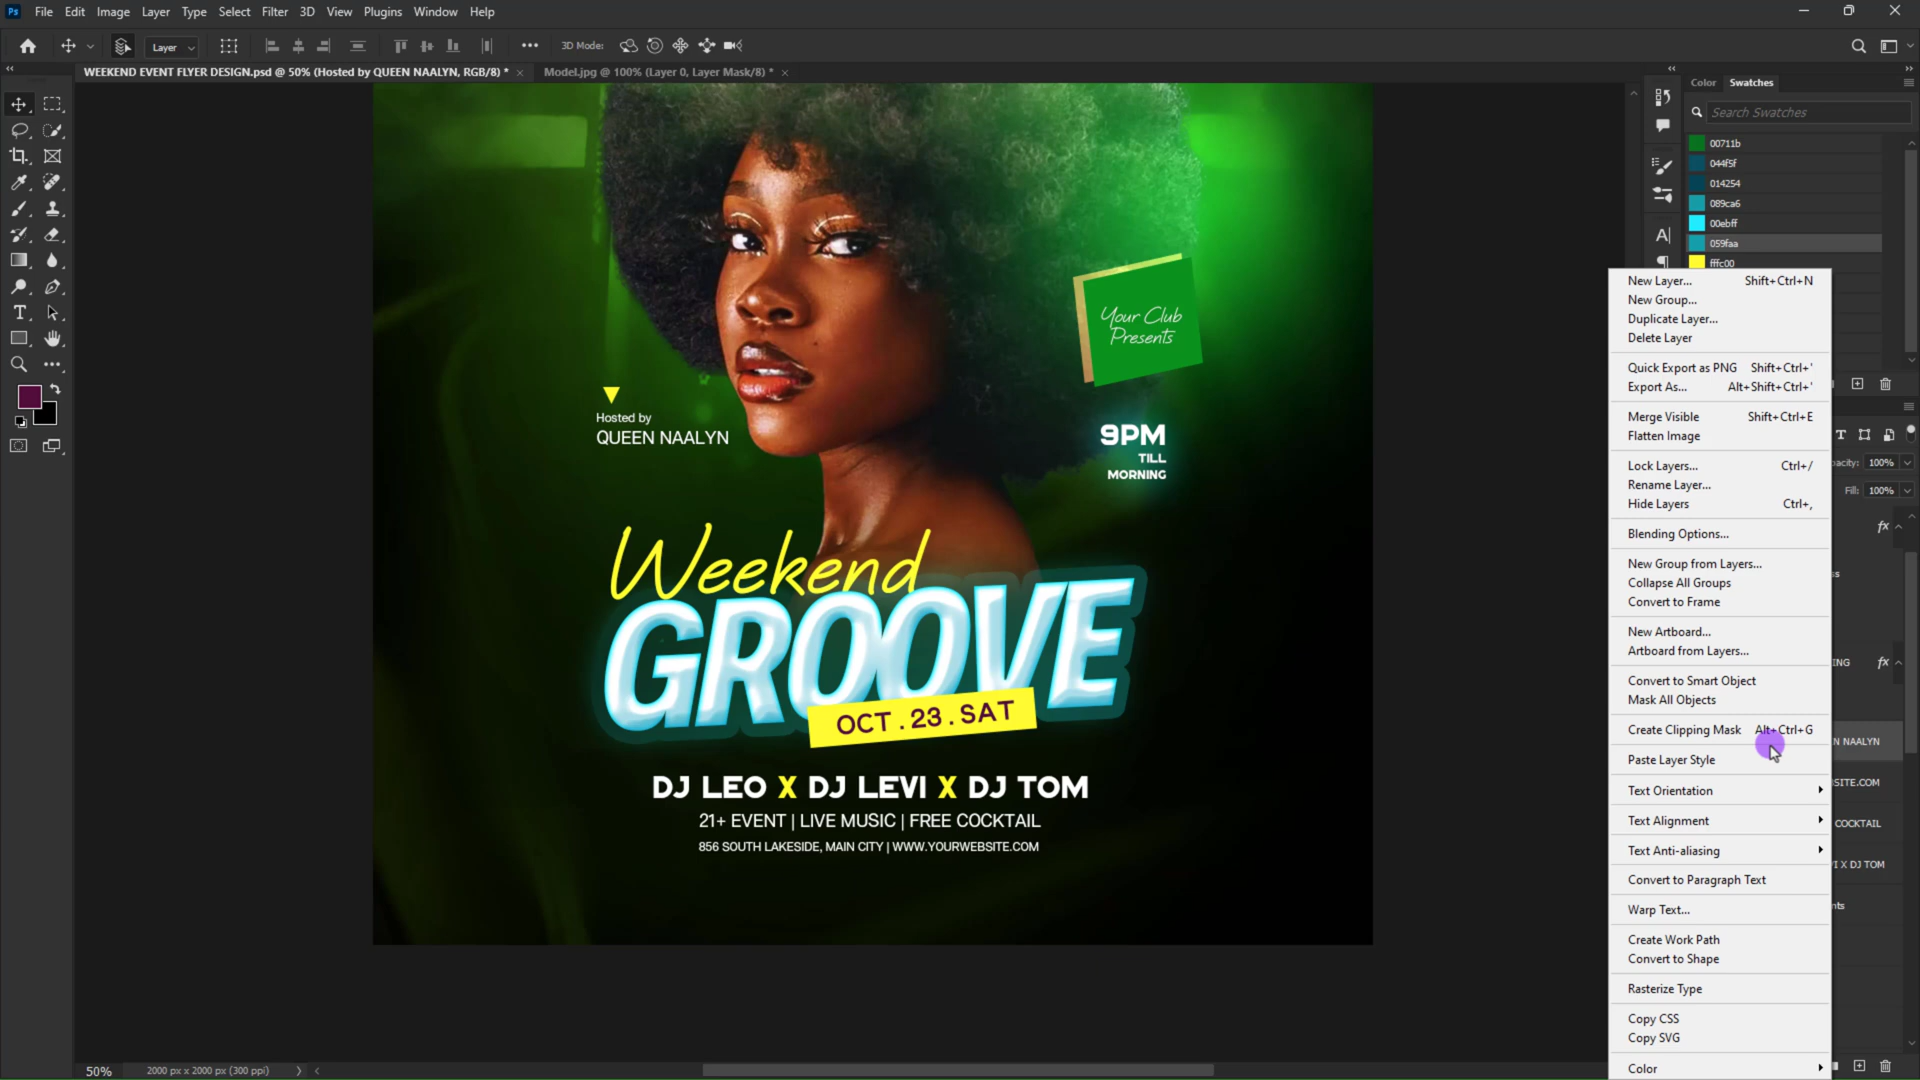 Ps File Edit Image Layer Type Select Filter 3D View Plugins Window Help
Layer 3D Mode:
WEEKEND EVENT FLYER DESIGN.psd @ 50% (Hosted by QUEEN NAALYN, RGB/8) * Model.jpg @ 100% (Layer 0, Layer Mask/8) *
Color Swatches
Search Swatches
00711b
044f5f
014254
089ca6
00ebff
059faa
fffc00
Your Club
Presents
Hosted by
QUEEN NAALYN
9PM
TILL
MORNING
Weekend
GROOVE
OCT . 23 . SAT
DJ LEO X DJ LEVI X DJ TOM
21+ EVENT | LIVE MUSIC | FREE COCKTAIL
856 SOUTH LAKESIDE, MAIN CITY | WWW.YOURWEBSITE.COM
New Layer... Shift+Ctrl+N
New Group...
Duplicate Layer...
Delete Layer
Quick Export as PNG Shift+Ctrl+'
Export As... Alt+Shift+Ctrl+'
Merge Visible Shift+Ctrl+E
Flatten Image
Lock Layers... Ctrl+/
Rename Layer...
Hide Layers Ctrl+,
Blending Options...
New Group from Layers...
Collapse All Groups
Convert to Frame
New Artboard...
Artboard from Layers...
Convert to Smart Object
Mask All Objects
Create Clipping Mask Alt+Ctrl+G
Paste Layer Style
Text Orientation
Text Alignment
Text Anti-aliasing
Convert to Paragraph Text
Warp Text...
Create Work Path
Convert to Shape
Rasterize Type
Copy CSS
Copy SVG
Color
acity: 100%
Fill: 100%
fx
ING fx
N NAALYN
SITE.COM
COCKTAIL
I X DJ TOM
nts
50% 2000 px x 2000 px (300 ppi)